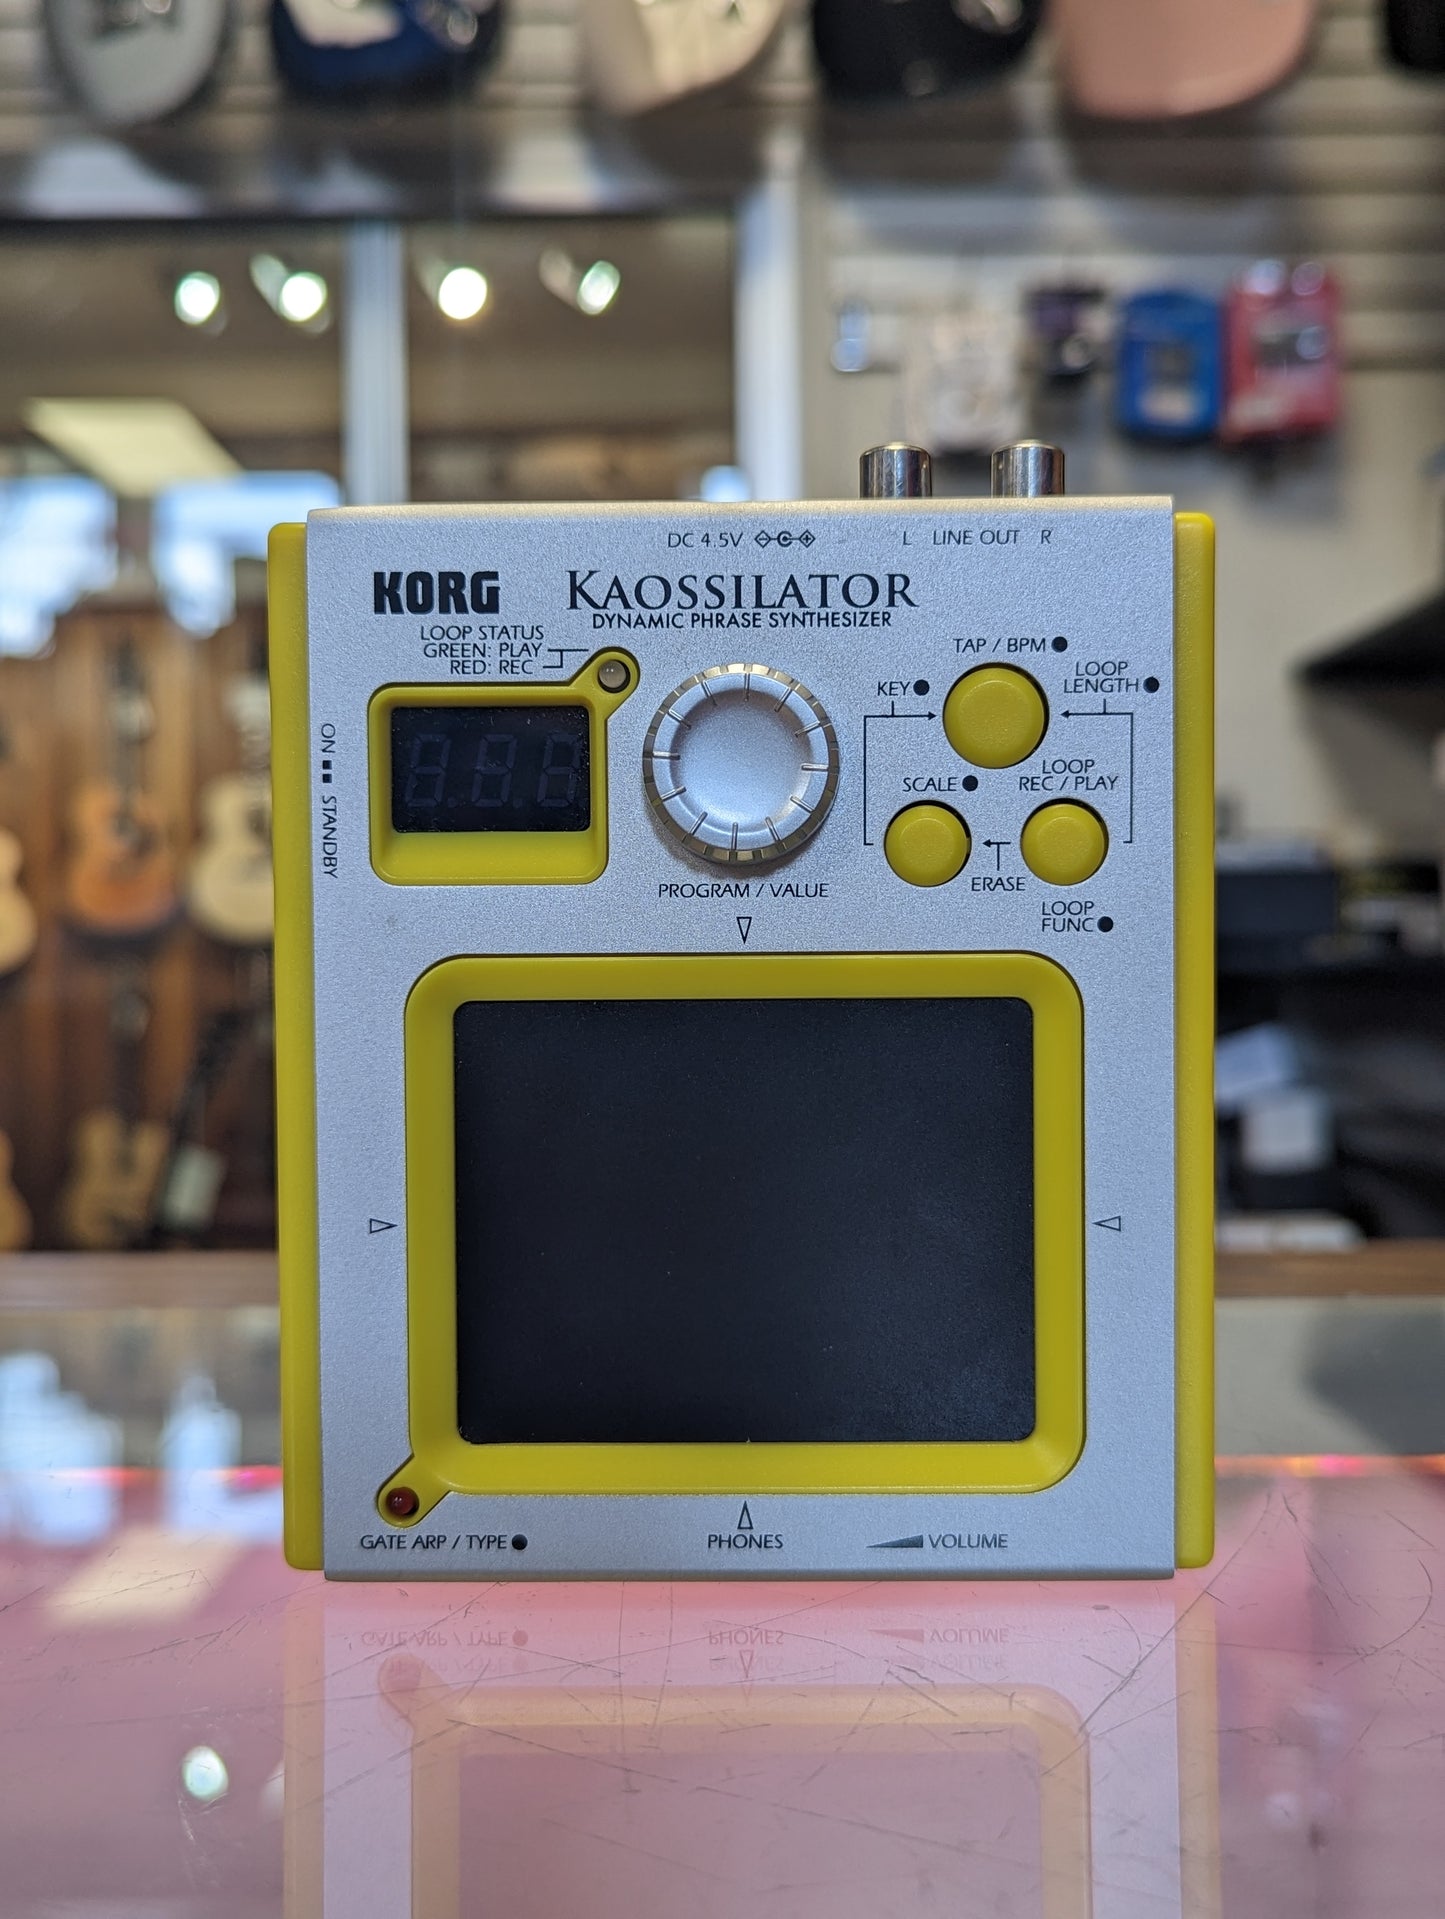 DC 4.5V
L LINE OUT R
KORG
KAOSSILATOR
DYNAMIC PHRASE SYNTHESIZER
LOOP STATUS
GREEN: PLAY
RED: REC
TAP / BPM
KEY
LOOP
LENGTH
ON
STANDBY
SCALE
LOOP
REC / PLAY
ERASE
PROGRAM / VALUE
LOOP
FUNC
GATE ARP / TYPE
PHONES
VOLUME